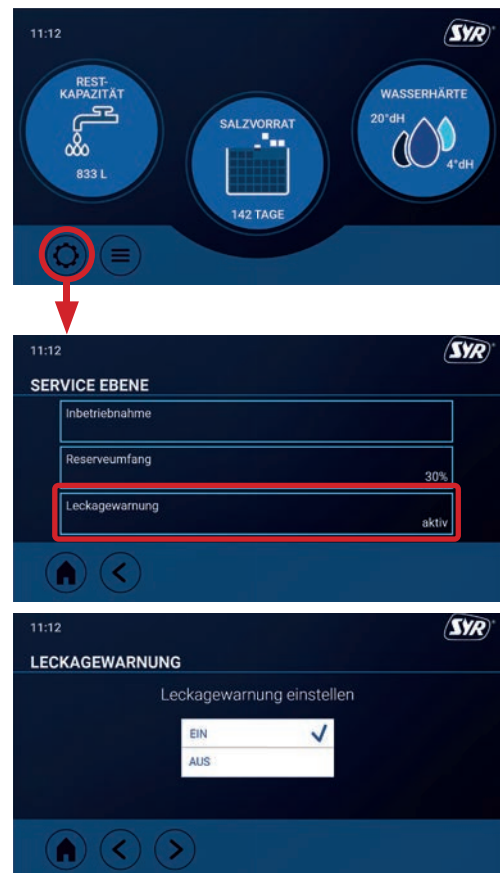 11:12
SYR
REST-
KAPAZITÄT
833 L
SALZVORRAT
142 TAGE
WASSERHÄRTE
20°dH
4°dH
11:12
SYR
SERVICE EBENE
Inbetriebnahme
Reserveumfang
30%
Leckagewarnung
aktiv
11:12
SYR
LECKAGEWARNUNG
Leckagewarnung einstellen
EIN
AUS